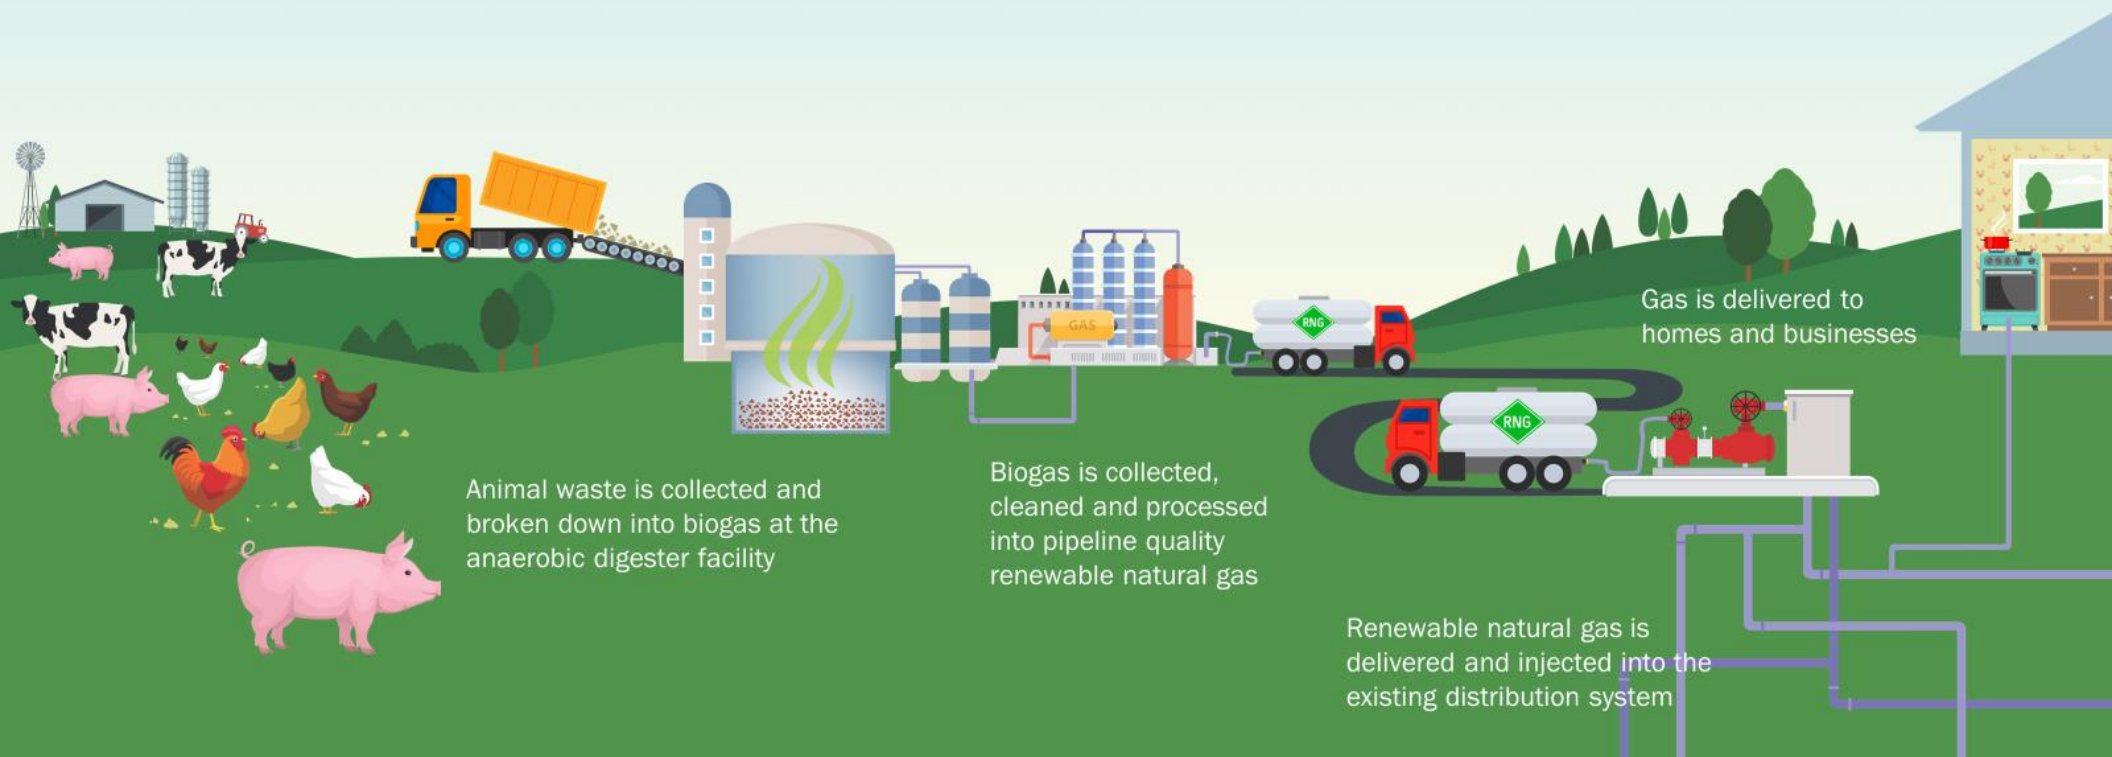 Animal waste is collected and
broken down into biogas at the
anaerobic digester facility
GAS
Biogas is collected,
cleaned and processed
into pipeline quality
renewable natural gas
RNG
RNG
Renewable natural gas is
delivered and injected into the
existing distribution system
Gas is delivered to
homes and businesses